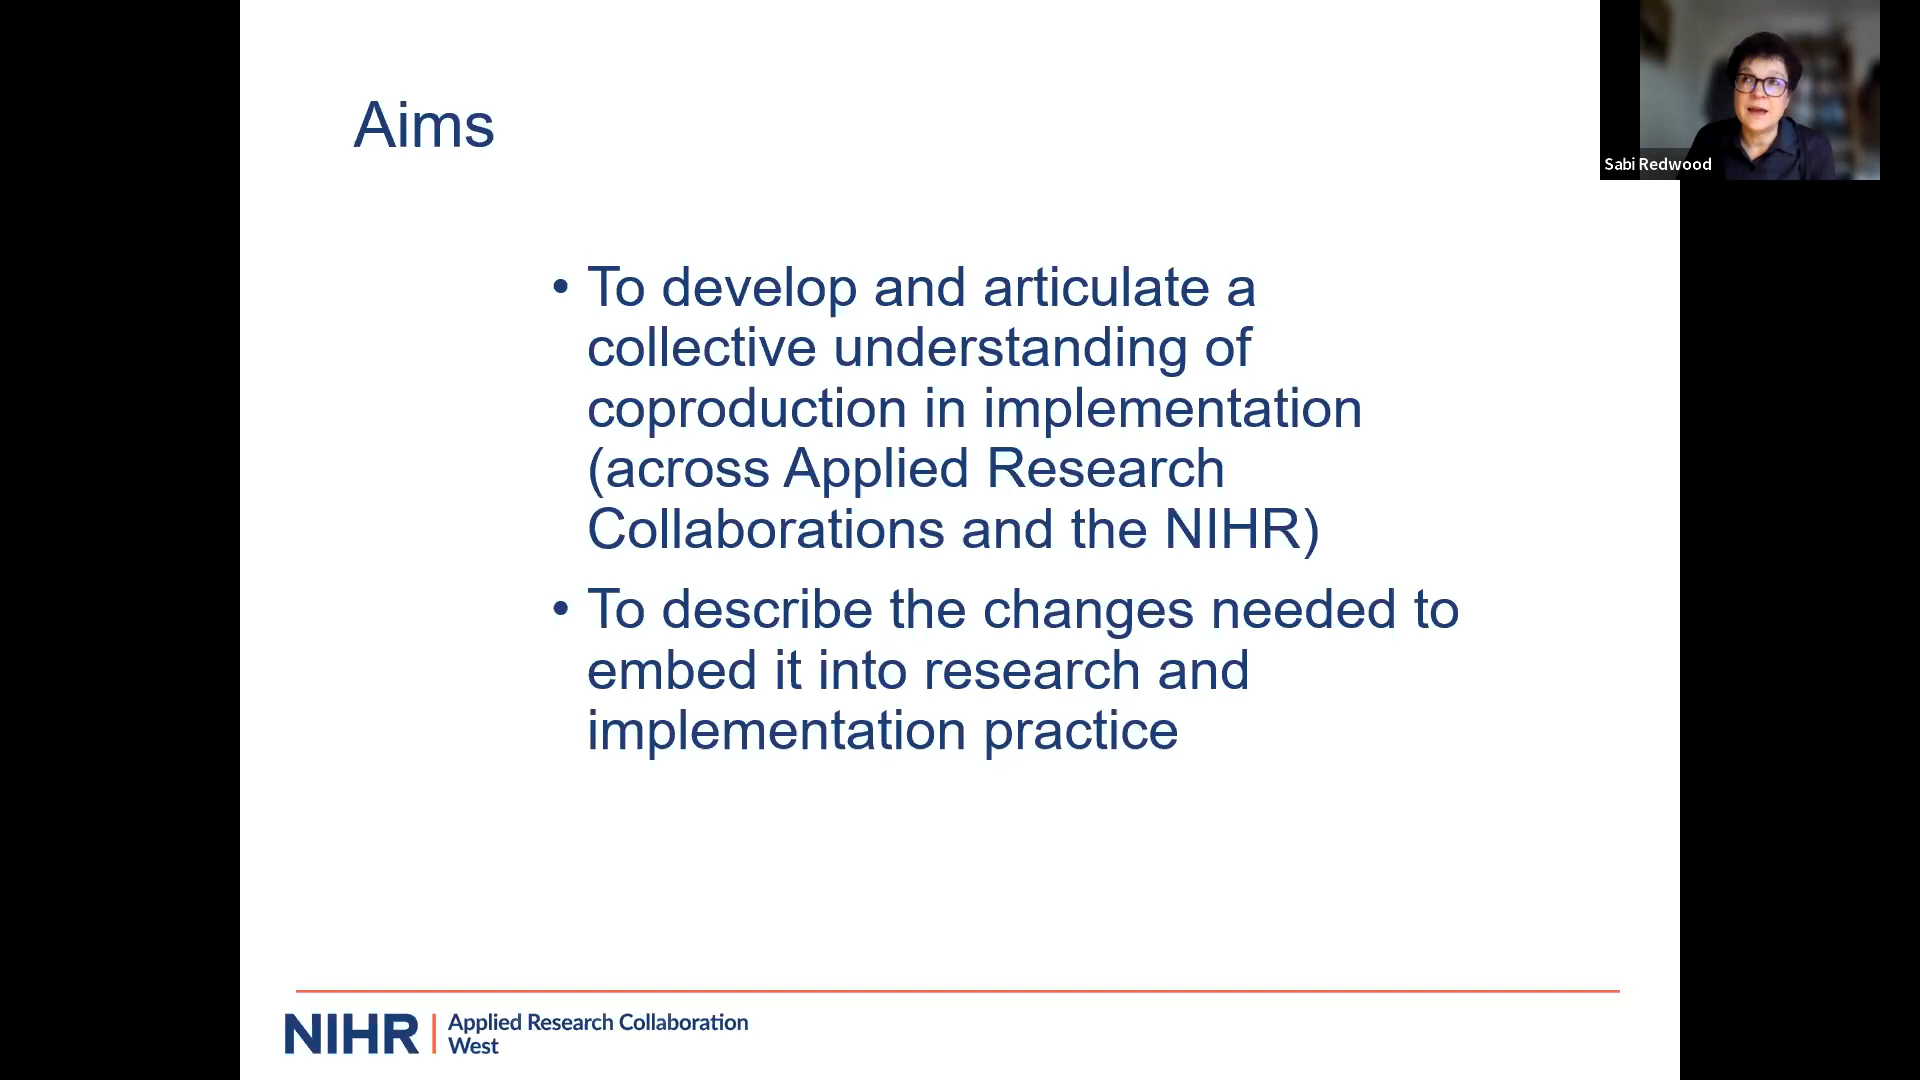 Aims
Sabi Redwood
• To develop and articulate a
collective understanding of
coproduction in implementation
(across Applied Research
Collaborations and the NIHR)
• To describe the changes needed to
embed it into research and
implementation practice
NIHR | Applied Research Collaboration
West